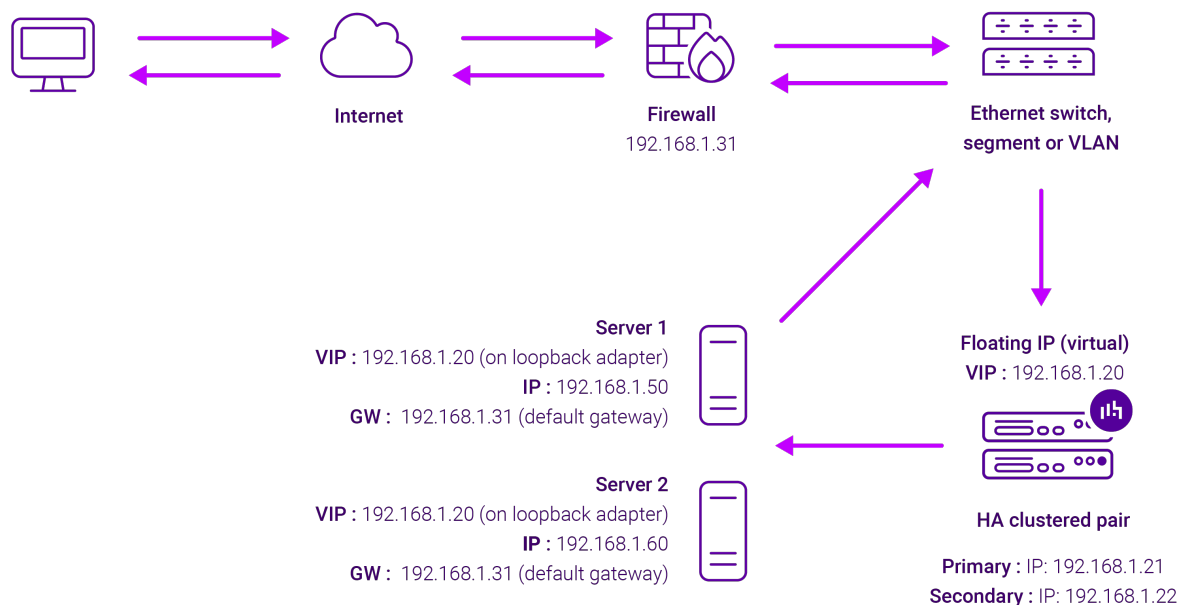 Internet
Firewall
192.168.1.31
Ethernet switch,
segment or VLAN
Server 1
VIP : 192.168.1.20 (on loopback adapter)
IP : 192.168.1.50
GW : 192.168.1.31 (default gateway)
Floating IP (virtual)
VIP : 192.168.1.20
Server 2
VIP : 192.168.1.20 (on loopback adapter)
IP : 192.168.1.60
GW : 192.168.1.31 (default gateway)
HA clustered pair
Primary : IP: 192.168.1.21
Secondary : IP: 192.168.1.22